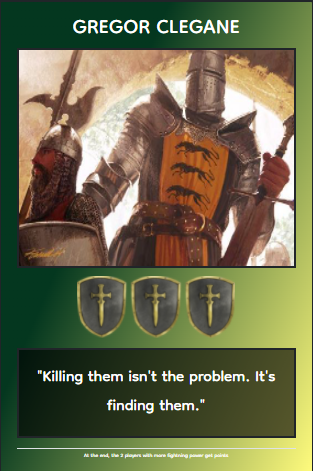 GREGOR CLEGANE
"Killing them isn't the problem. It's
finding them."
At the end, the 3 players with more fightning power get points